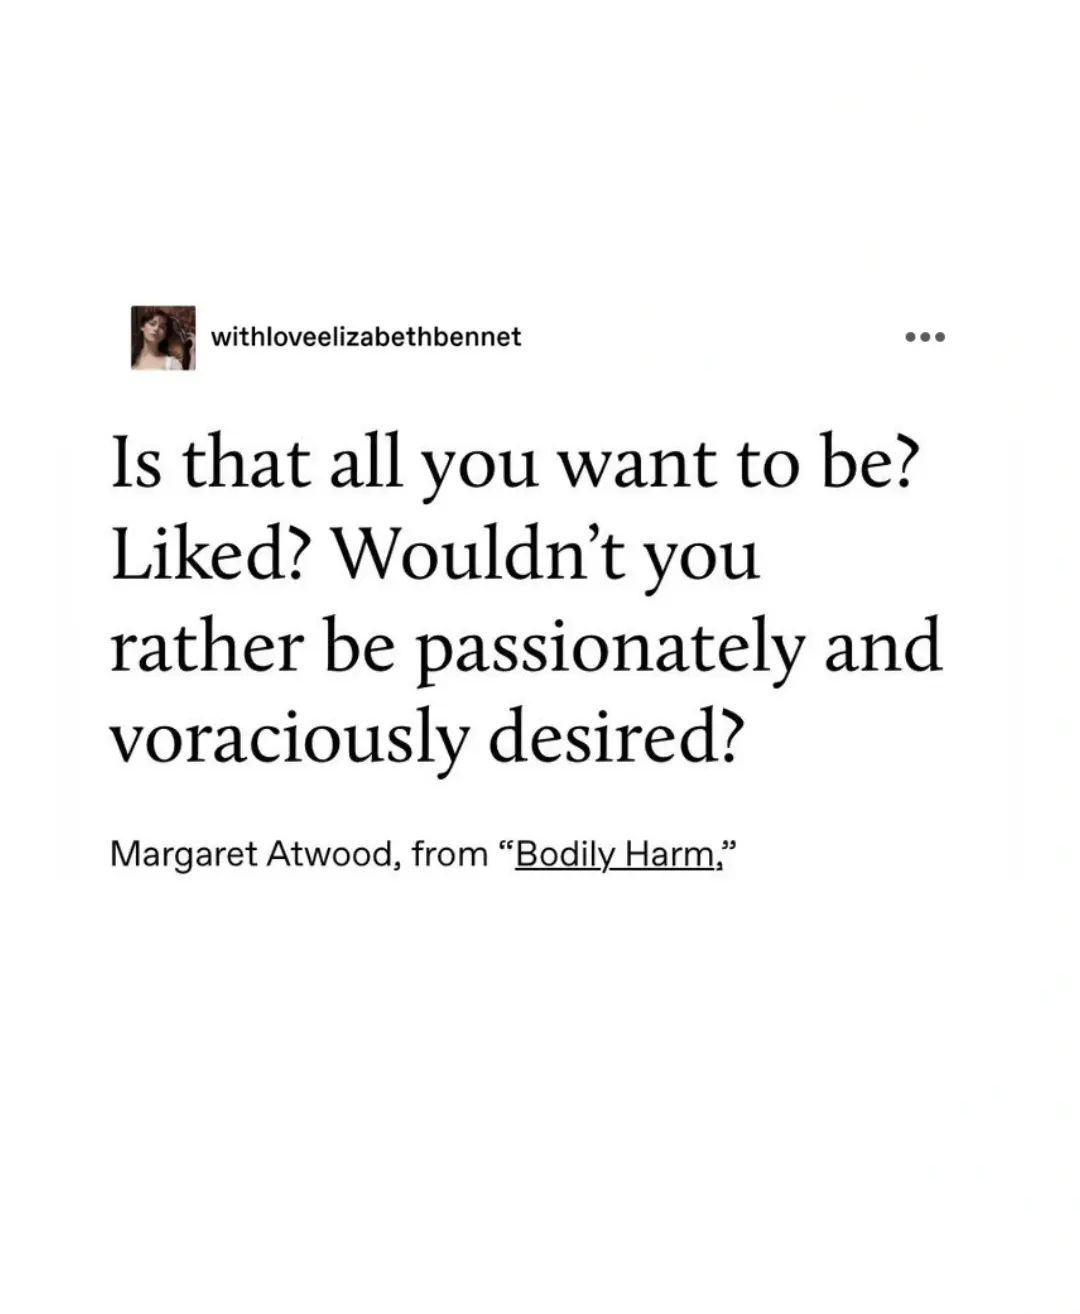 withloveelizabethbennet
Is that all you want to be?
Liked? Wouldn’t you
rather be passionately and
voraciously desired?
Margaret Atwood, from “Bodily Harm,”